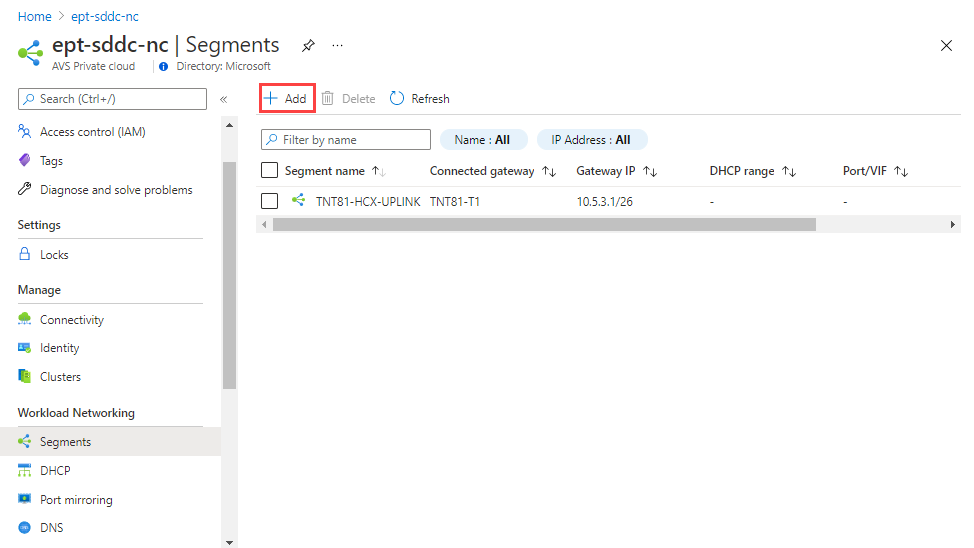 Home > ept-sddc-nc
ept-sddc-nc | Segments ...
AVS Private cloud Directory: Microsoft
Search (Ctrl+/) «
Access control (IAM)
Tags
Diagnose and solve problems
Settings
Locks
Manage
Connectivity
Identity
Clusters
Workload Networking
Segments
DHCP
Port mirroring
DNS
Add Delete Refresh
Filter by name Name : All IP Address : All
Segment name Connected gateway Gateway IP DHCP range Port/VIF
TNT81-HCX-UPLINK TNT81-T1 10.5.3.1/26 - -